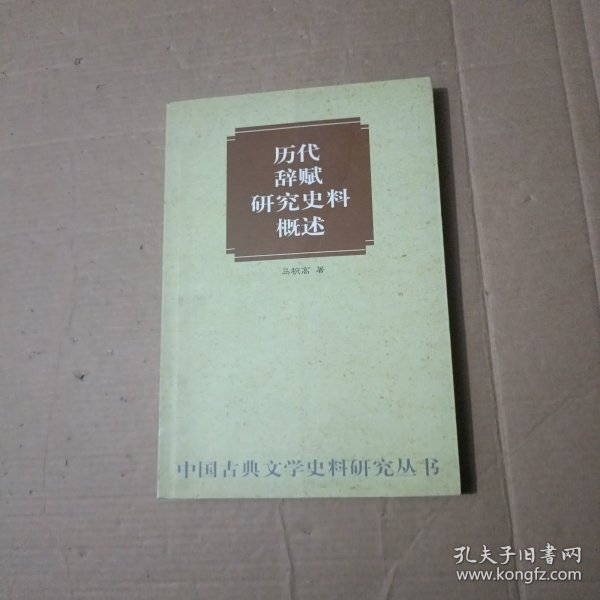 历代
辞赋
研究史料
概述
马积高 著
中国古典文学史料研究丛书
孔夫子旧书网
www.kongfz.com